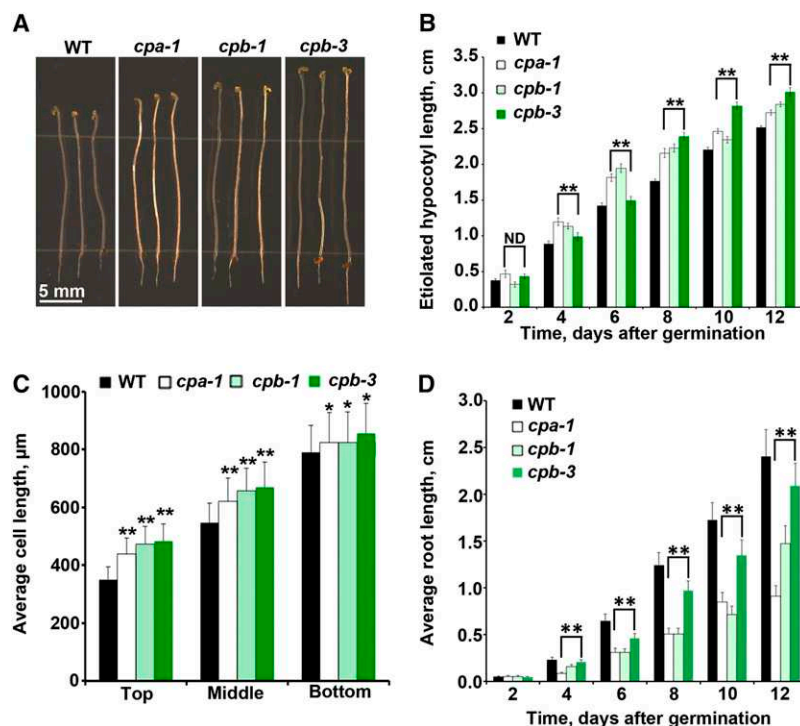 A
WT
cpa-1
cpb-1
cpb-3
5 mm
B
WT
cpa-1
cpb-1
cpb-3
Etiolated hypocotyl length, cm
3.5
3.0
2.5
2.0
1.5
1.0
0.5
0.0
ND
**
**
**
**
**
2 4 6 8 10 12
Time, days after germination
C
WT cpa-1 cpb-1 cpb-3
Average cell length, µm
1000
800
600
400
200
0
** ** **
** ** **
* * *
Top Middle Bottom
D
WT
cpa-1
cpb-1
cpb-3
Average root length, cm
3.0
2.5
2.0
1.5
1.0
0.5
0.0
**
**
**
**
**
2 4 6 8 10 12
Time, days after germination